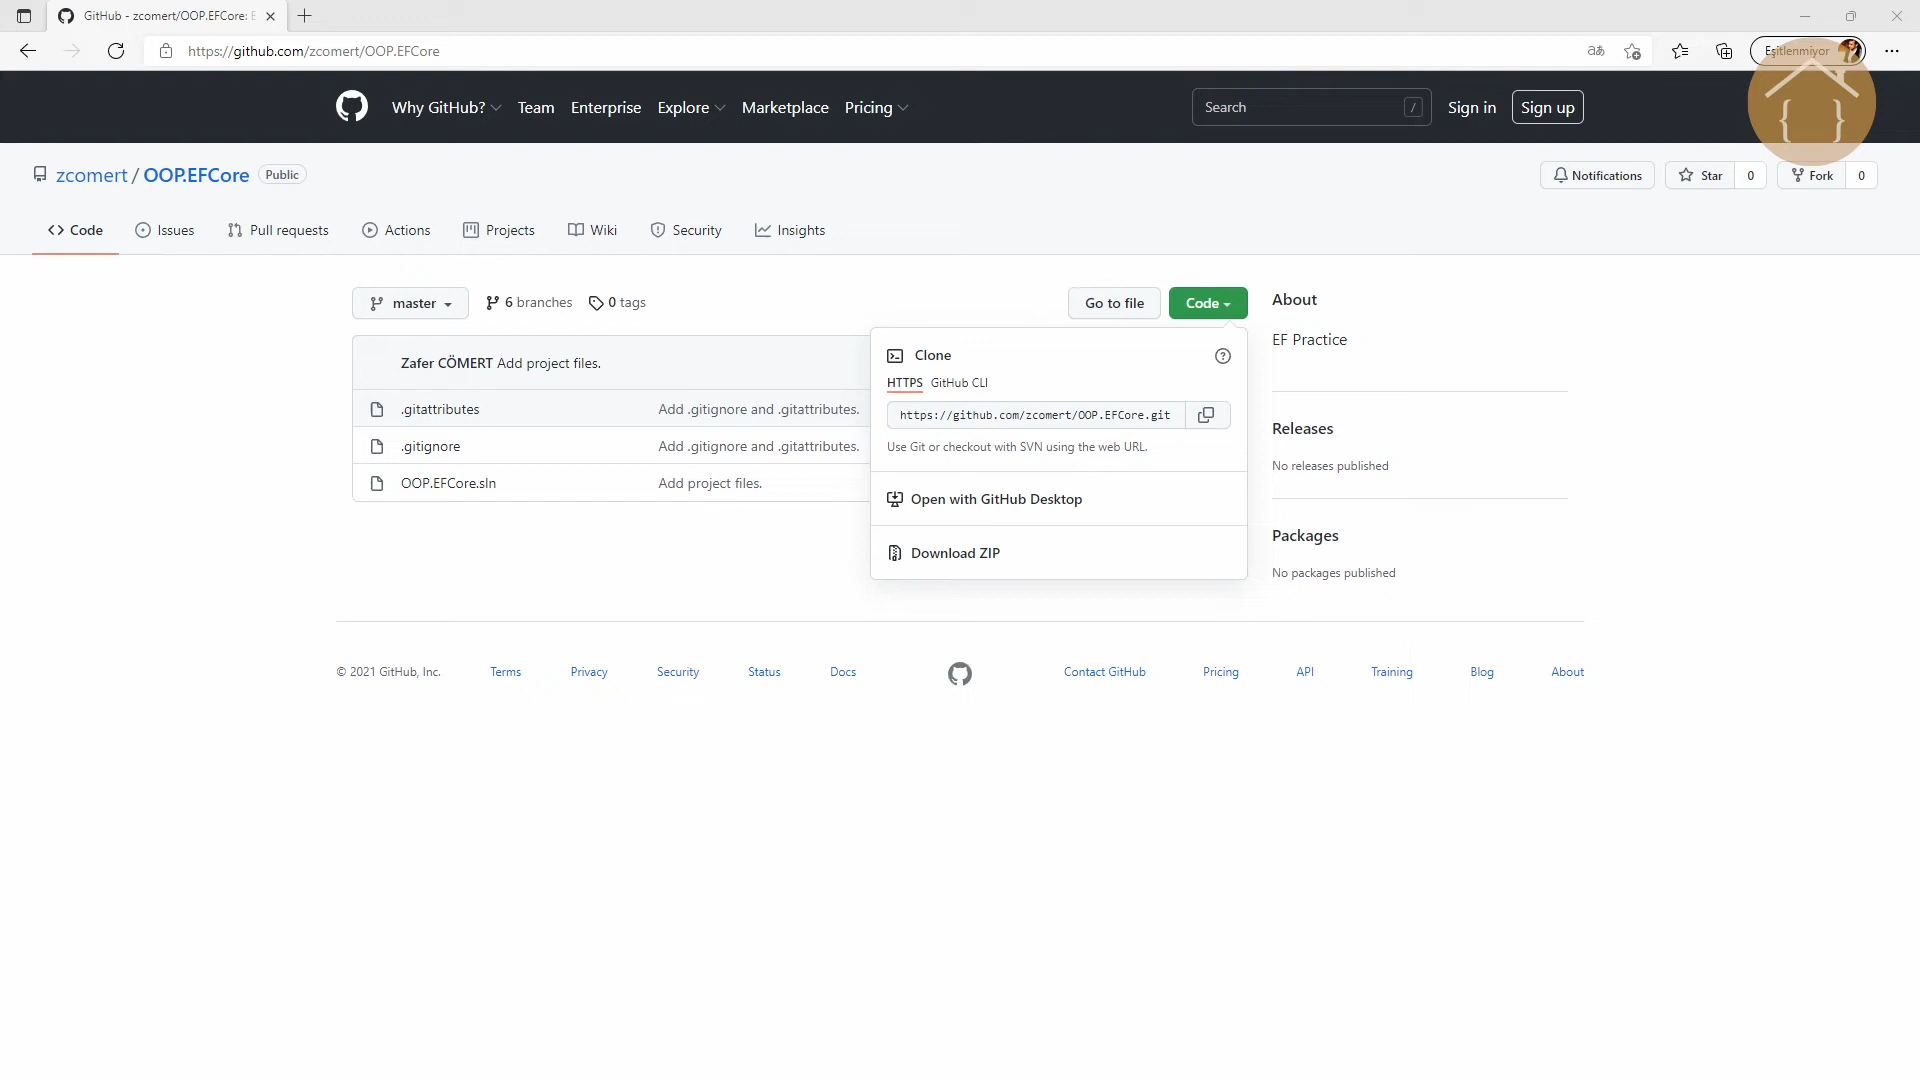 GitHub - zcomert/OOP.EFCore: E
https://github.com/zcomert/OOP.EFCore
aあ
Eşitlenmiyor
Why GitHub? Team Enterprise Explore Marketplace Pricing
Search /
Sign in Sign up
{ }
zcomert / OOP.EFCore Public
Notifications Star 0 Fork 0
Code Issues Pull requests Actions Projects Wiki Security Insights
master 6 branches 0 tags
Go to file Code
Zafer CÖMERT Add project files.
.gitattributes Add .gitignore and .gitattributes.
.gitignore Add .gitignore and .gitattributes.
OOP.EFCore.sln Add project files.
Clone
HTTPS GitHub CLI
https://github.com/zcomert/OOP.EFCore.git
Use Git or checkout with SVN using the web URL.
Open with GitHub Desktop
Download ZIP
About
EF Practice
Releases
No releases published
Packages
No packages published
© 2021 GitHub, Inc. Terms Privacy Security Status Docs Contact GitHub Pricing API Training Blog About